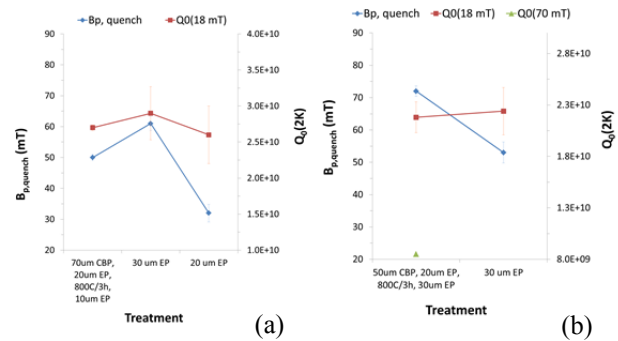 Bp, quench Q0(18 mT)
90
80
70
60
50
40
30
20
Bp,quench (mT)
4.0E+10
3.5E+10
3.0E+10
2.5E+10
2.0E+10
1.5E+10
1.0E+10
Q0(2K)
70um CBP, 30 um EP 20 um EP
20um EP,
800C/3h,
10um EP
Treatment
(a)
Bp, quench Q0(18 mT) Q0(70 mT)
90
80
70
60
50
40
30
20
Bp,quench (mT)
2.8E+10
2.3E+10
1.8E+10
1.3E+10
8.0E+09
Q0(2K)
50um CBP, 20um EP, 30 um EP
800C/3h, 30um EP
Treatment
(b)